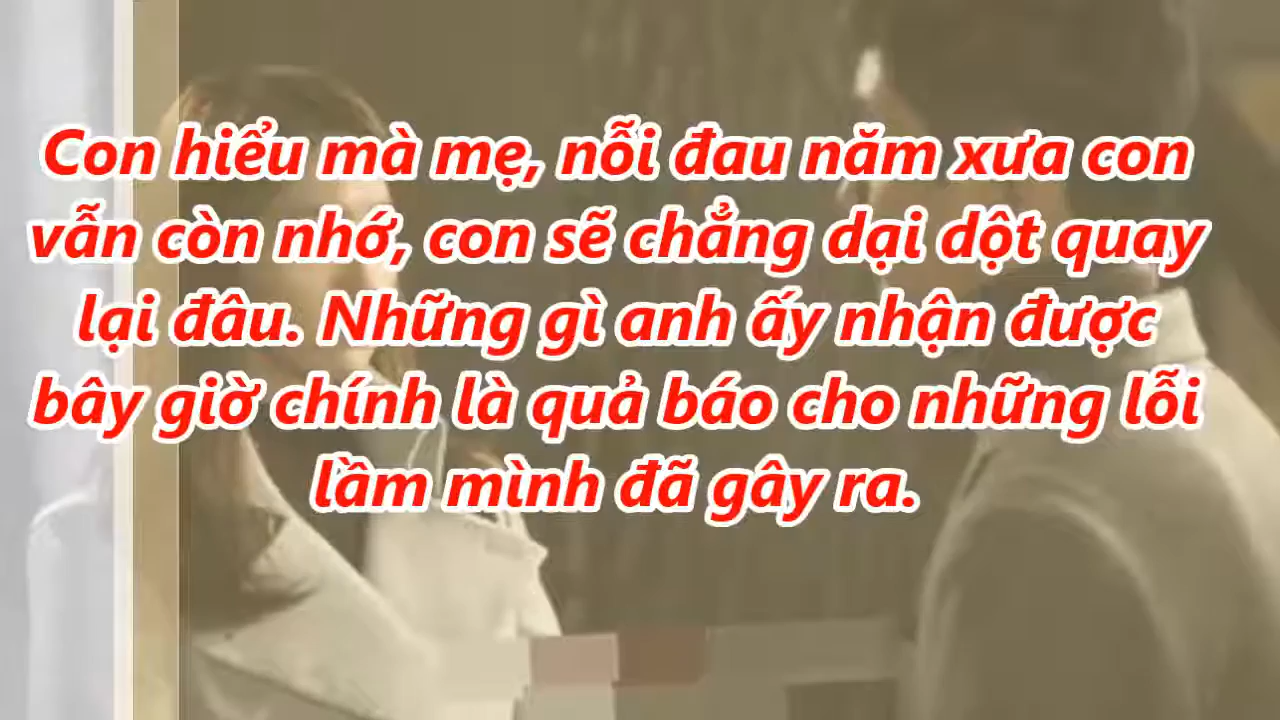 Con hiểu mà mẹ, nỗi đau năm xưa con
vẫn còn nhớ, con sẽ chẳng dại dột quay
lại đâu. Những gì anh ấy nhận được
bây giờ chính là quả báo cho những lỗi
lầm mình đã gây ra.